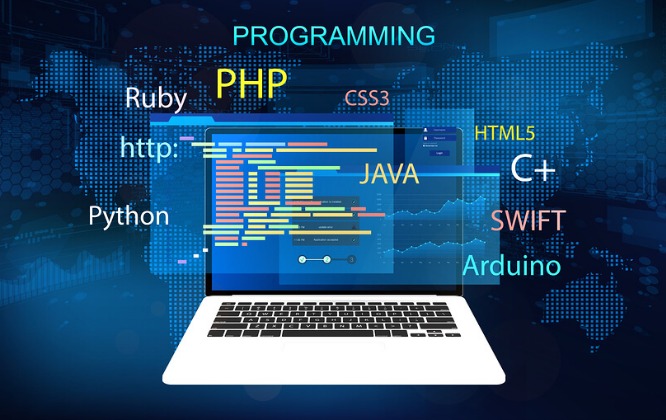 PROGRAMMING
PHP
Ruby
CSS3
HTML5
http:
C+
JAVA
Python
SWIFT
Arduino